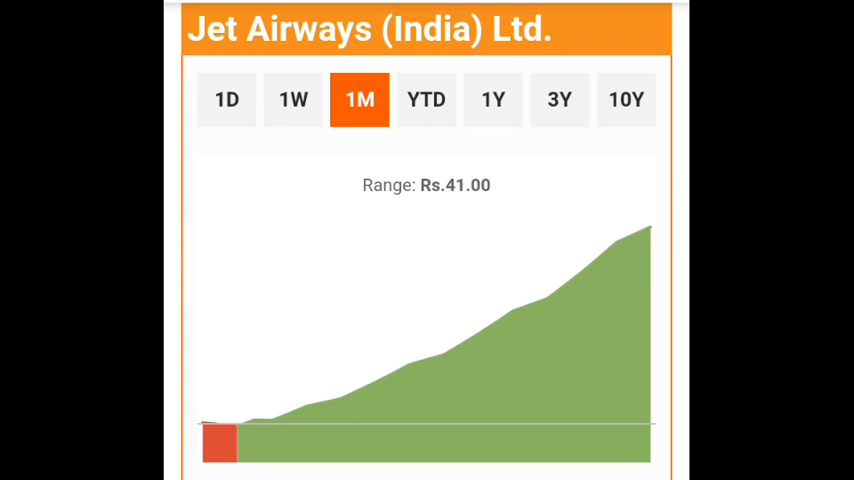 Jet Airways (India) Ltd.
1D 1W 1M YTD 1Y 3Y 10Y
Range: Rs.41.00